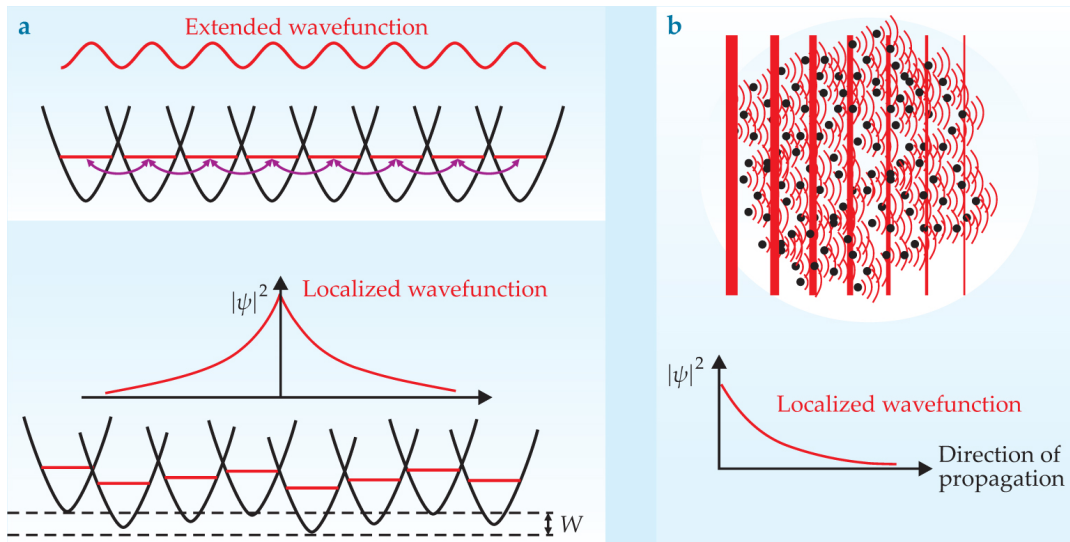 a
Extended wavefunction
|ψ|²
Localized wavefunction
W
b
|ψ|²
Localized wavefunction
Direction of
propagation